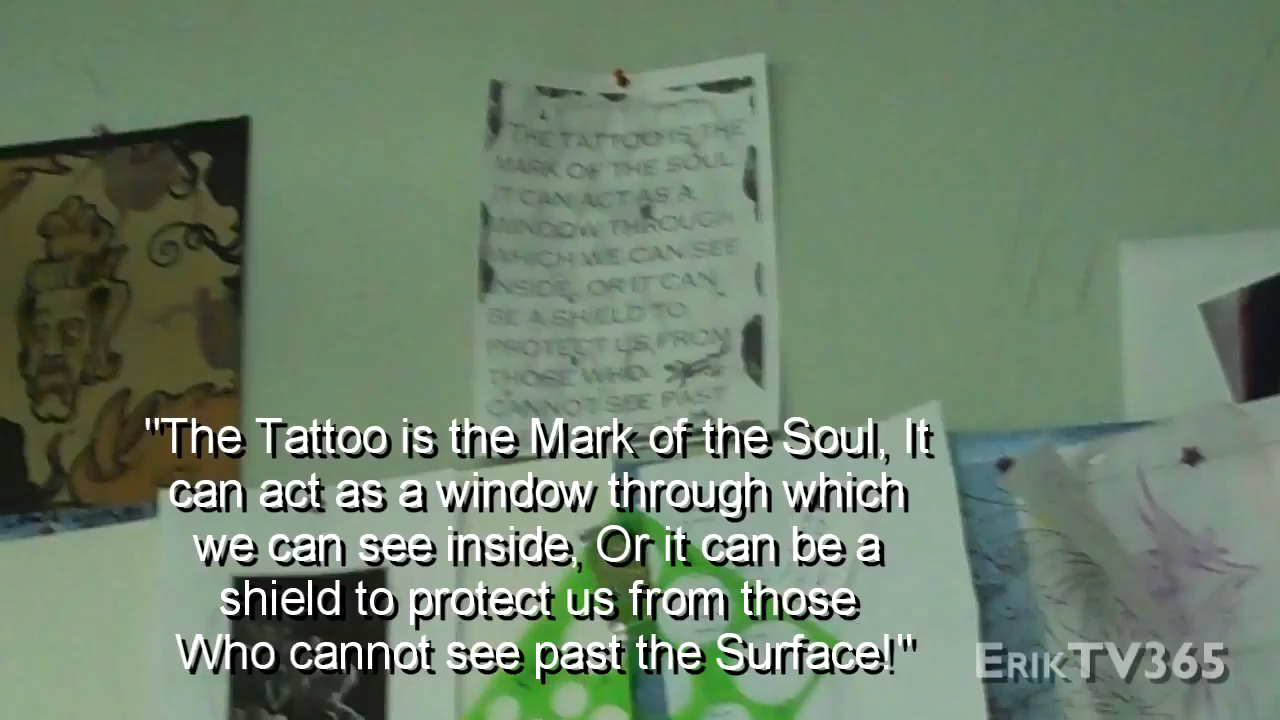 THE TATTOO IS THE
MARK OF THE SOUL
IT CAN ACT AS A
WINDOW THROUGH
WHICH WE CAN SEE
INSIDE, OR IT CAN
BE A SHIELD TO
PROTECT US FROM
THOSE WHO
CANNOT SEE PAST
"The Tattoo is the Mark of the Soul, It
can act as a window through which
we can see inside, Or it can be a
shield to protect us from those
Who cannot see past the Surface!"
ERIKTV365